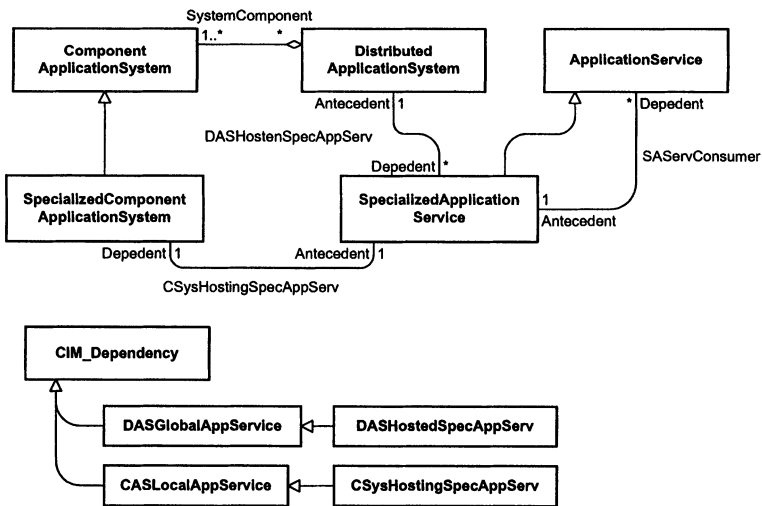 SystemComponent
1..*
*
Component
ApplicationSystem
Distributed
ApplicationSystem
ApplicationService
Antecedent
1
*
Depedent
DASHostenSpecAppServ
SAServConsumer
Depedent
*
SpecializedComponent
ApplicationSystem
SpecializedApplication
Service
1
Antecedent
Depedent
1
Antecedent
1
CSysHostingSpecAppServ
CIM_Dependency
DASGlobalAppService
DASHostedSpecAppServ
CASLocalAppService
CSysHostingSpecAppServ